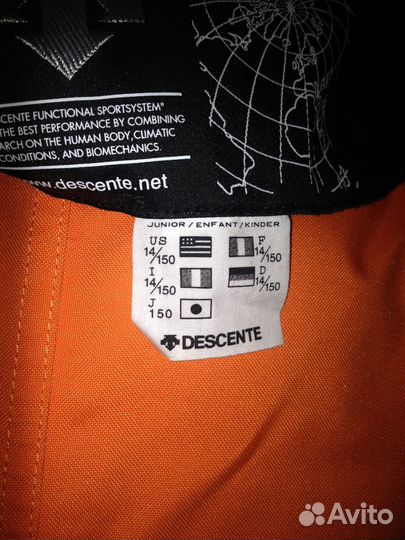 SCENTE FUNCTIONAL SPORTSYSTEM"
THE BEST PERFORMANCE BY COMBINING
ARCH ON THE HUMAN BODY,CLIMATIC
CONDITIONS, AND BIOMECHANICS.
www.descente.net
JUNIOR / ENFANT / KINDER
US 14/150 F 14/150
I 14/150 D 14/150
J 150
DESCENTE
Avito